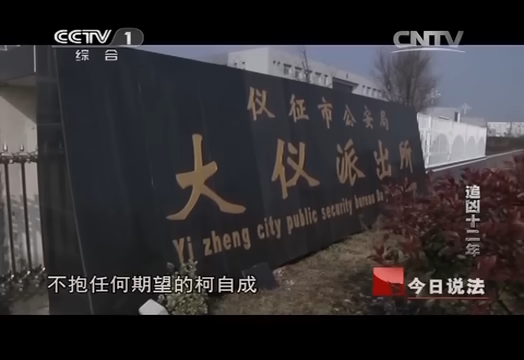 CCTV 1
综合
CNTV
仪征市公安局
大仪派出所
Yi zheng city public security bureau Da
追凶十二年
不抱任何期望的柯自成
今日说法